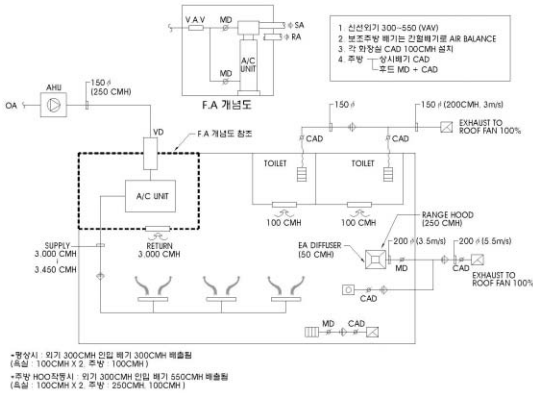 V.A.V
MD
SA
RA
A/C
UNIT
MD
F.A 개념도
1. 신선외기 300~550 (VAV)
2. 보조주방 배기는 간헐배기로 AIR BALANCE
3. 각 화장실 CAD 100CMH 설치
4. 주방 상시배기 CAD
후드 MD + CAD
AHU
150∅
(250 CMH)
OA
VD
F.A 개념도 참조
A/C UNIT
SUPPLY
3.000 CMH
3.450 CMH
RETURN
3.000 CMH
150∅
150∅ (200CMH, 3m/s)
EXHAUST TO
ROOF FAN 100%
CAD
CAD
TOILET
TOILET
100 CMH
100 CMH
RANGE HOOD
(250 CMH)
EA DIFFUSER
(50 CMH)
200∅(3.5m/s)
200∅(5.5m/s)
MD
CAD
EXHAUST TO
ROOF FAN 100%
CAD
MD
CAD
*평상시 : 외기 300CMH 인입 배기 300CMH 배출됨
(욕실 : 100CMH X 2. 주방 : 100CMH)
*주방 HOO작동시 : 외기 300CMH 인입 배기 550CMH 배출됨
(욕실 : 100CMH X 2. 주방 : 250CMH. 100CMH)